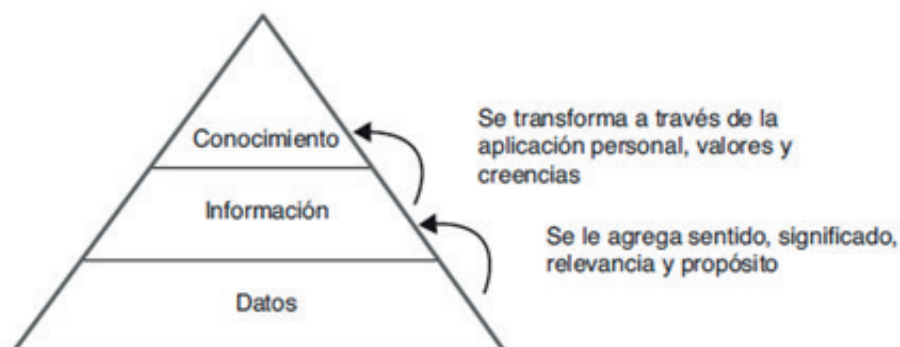 Conocimiento
Se transforma a través de la
aplicación personal, valores y
creencias
Información
Se le agrega sentido, significado,
relevancia y propósito
Datos